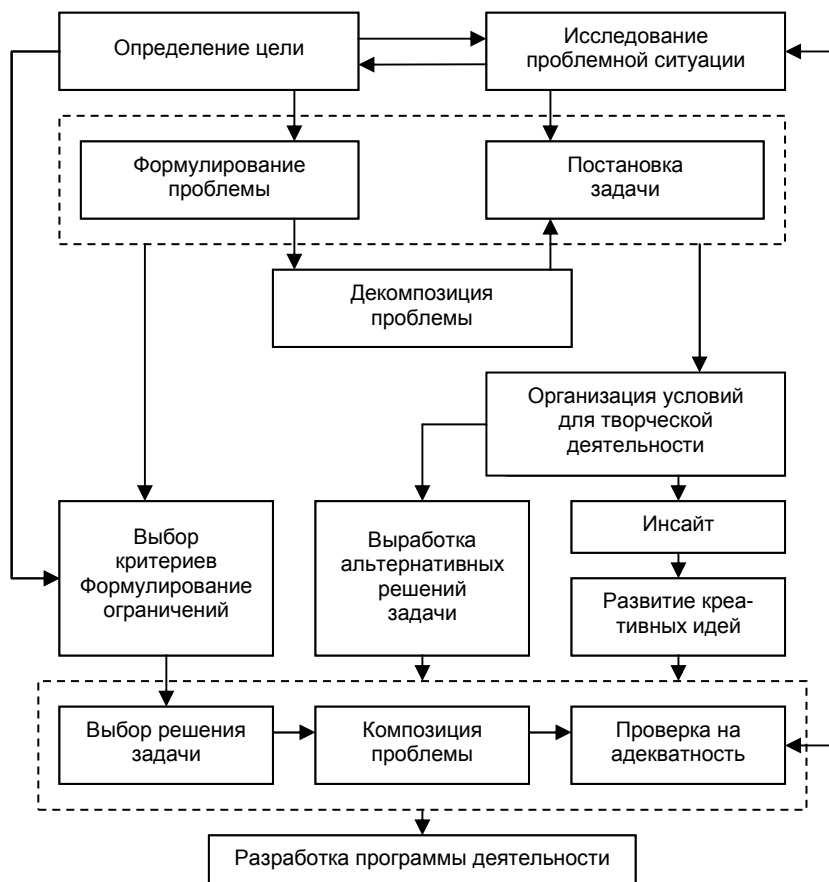 Определение цели
Исследование
проблемной ситуации
Формулирование
проблемы
Постановка
задачи
Декомпозиция
проблемы
Организация условий
для творческой
деятельности
Выбор
критериев
Формулирование
ограничений
Выработка
альтернативных
решений
задачи
Инсайт
Развитие креа-
тивных идей
Выбор решения
задачи
Композиция
проблемы
Проверка на
адекватность
Разработка программы деятельности